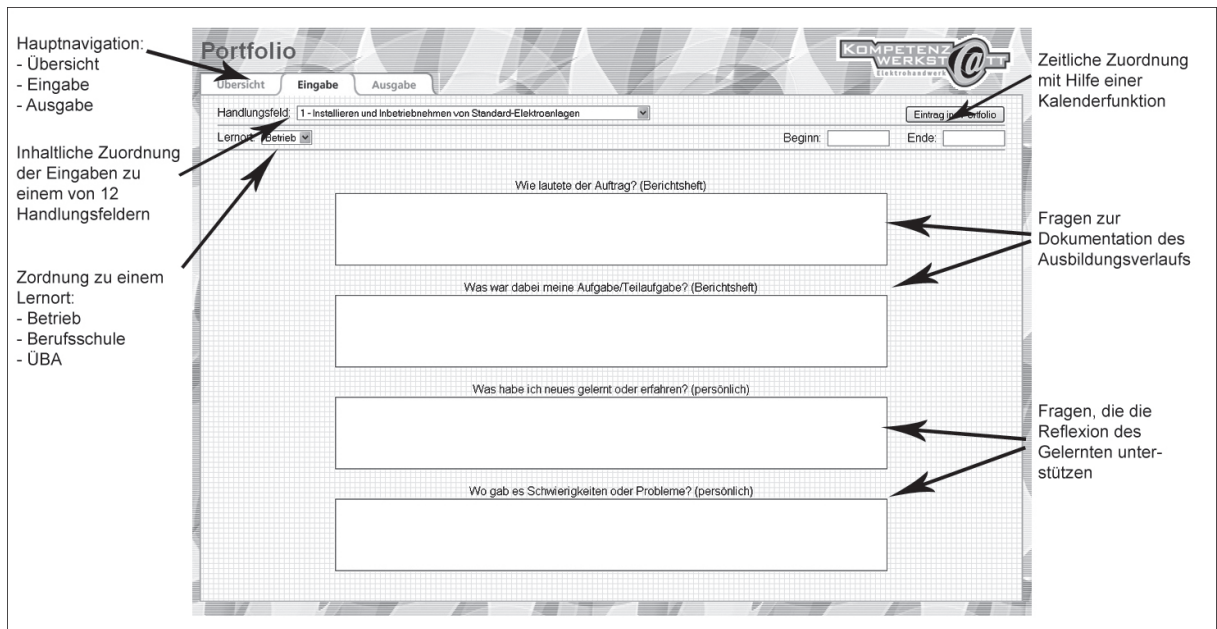 Hauptnavigation:
- Übersicht
- Eingabe
- Ausgabe
Inhaltliche Zuordnung
der Eingaben zu
einem von 12
Handlungsfeldern
Zordnung zu einem
Lernort:
- Betrieb
- Berufsschule
- ÜBA
Portfolio
KOMPETENZ
WERKST@TT
Elektrohandwerk
Übersicht Eingabe Ausgabe
Handlungsfeld: 1 - Installieren und Inbetriebnehmen von Standard-Elektroanlagen
Eintrag in Portfolio
Lernort: Betrieb Beginn: Ende:
Wie lautete der Auftrag? (Berichtsheft)
Was war dabei meine Aufgabe/Teilaufgabe? (Berichtsheft)
Was habe ich neues gelernt oder erfahren? (persönlich)
Wo gab es Schwierigkeiten oder Probleme? (persönlich)
Zeitliche Zuordnung
mit Hilfe einer
Kalenderfunktion
Fragen zur
Dokumentation des
Ausbildungsverlaufs
Fragen, die die
Reflexion des
Gelernten unter-
stützen